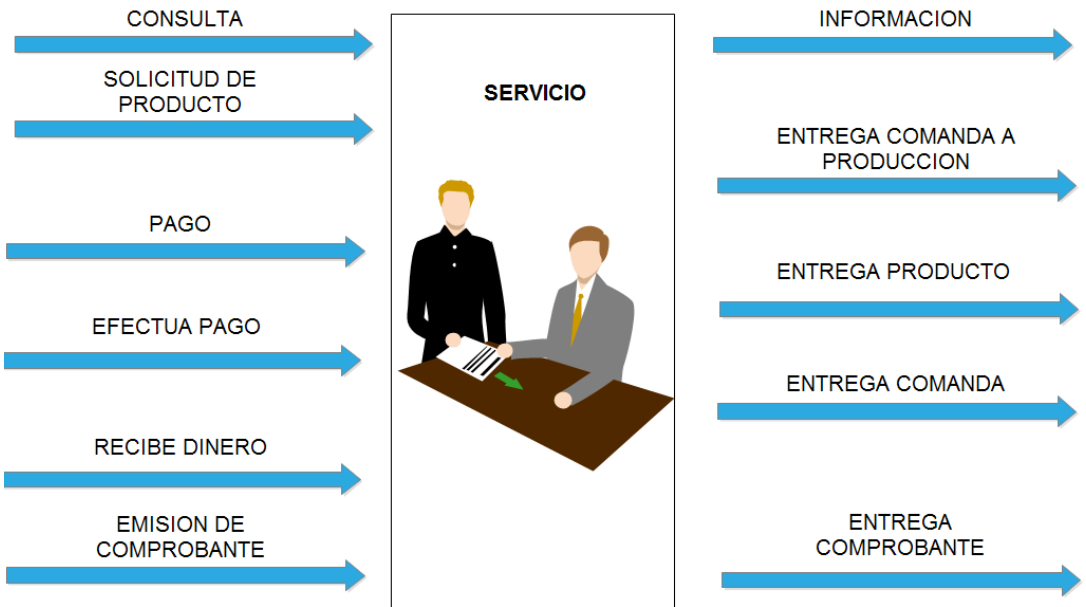 CONSULTA
SOLICITUD DE
PRODUCTO
PAGO
EFECTUA PAGO
RECIBE DINERO
EMISION DE
COMPROBANTE
SERVICIO
INFORMACION
ENTREGA COMANDA A
PRODUCCION
ENTREGA PRODUCTO
ENTREGA COMANDA
ENTREGA
COMPROBANTE